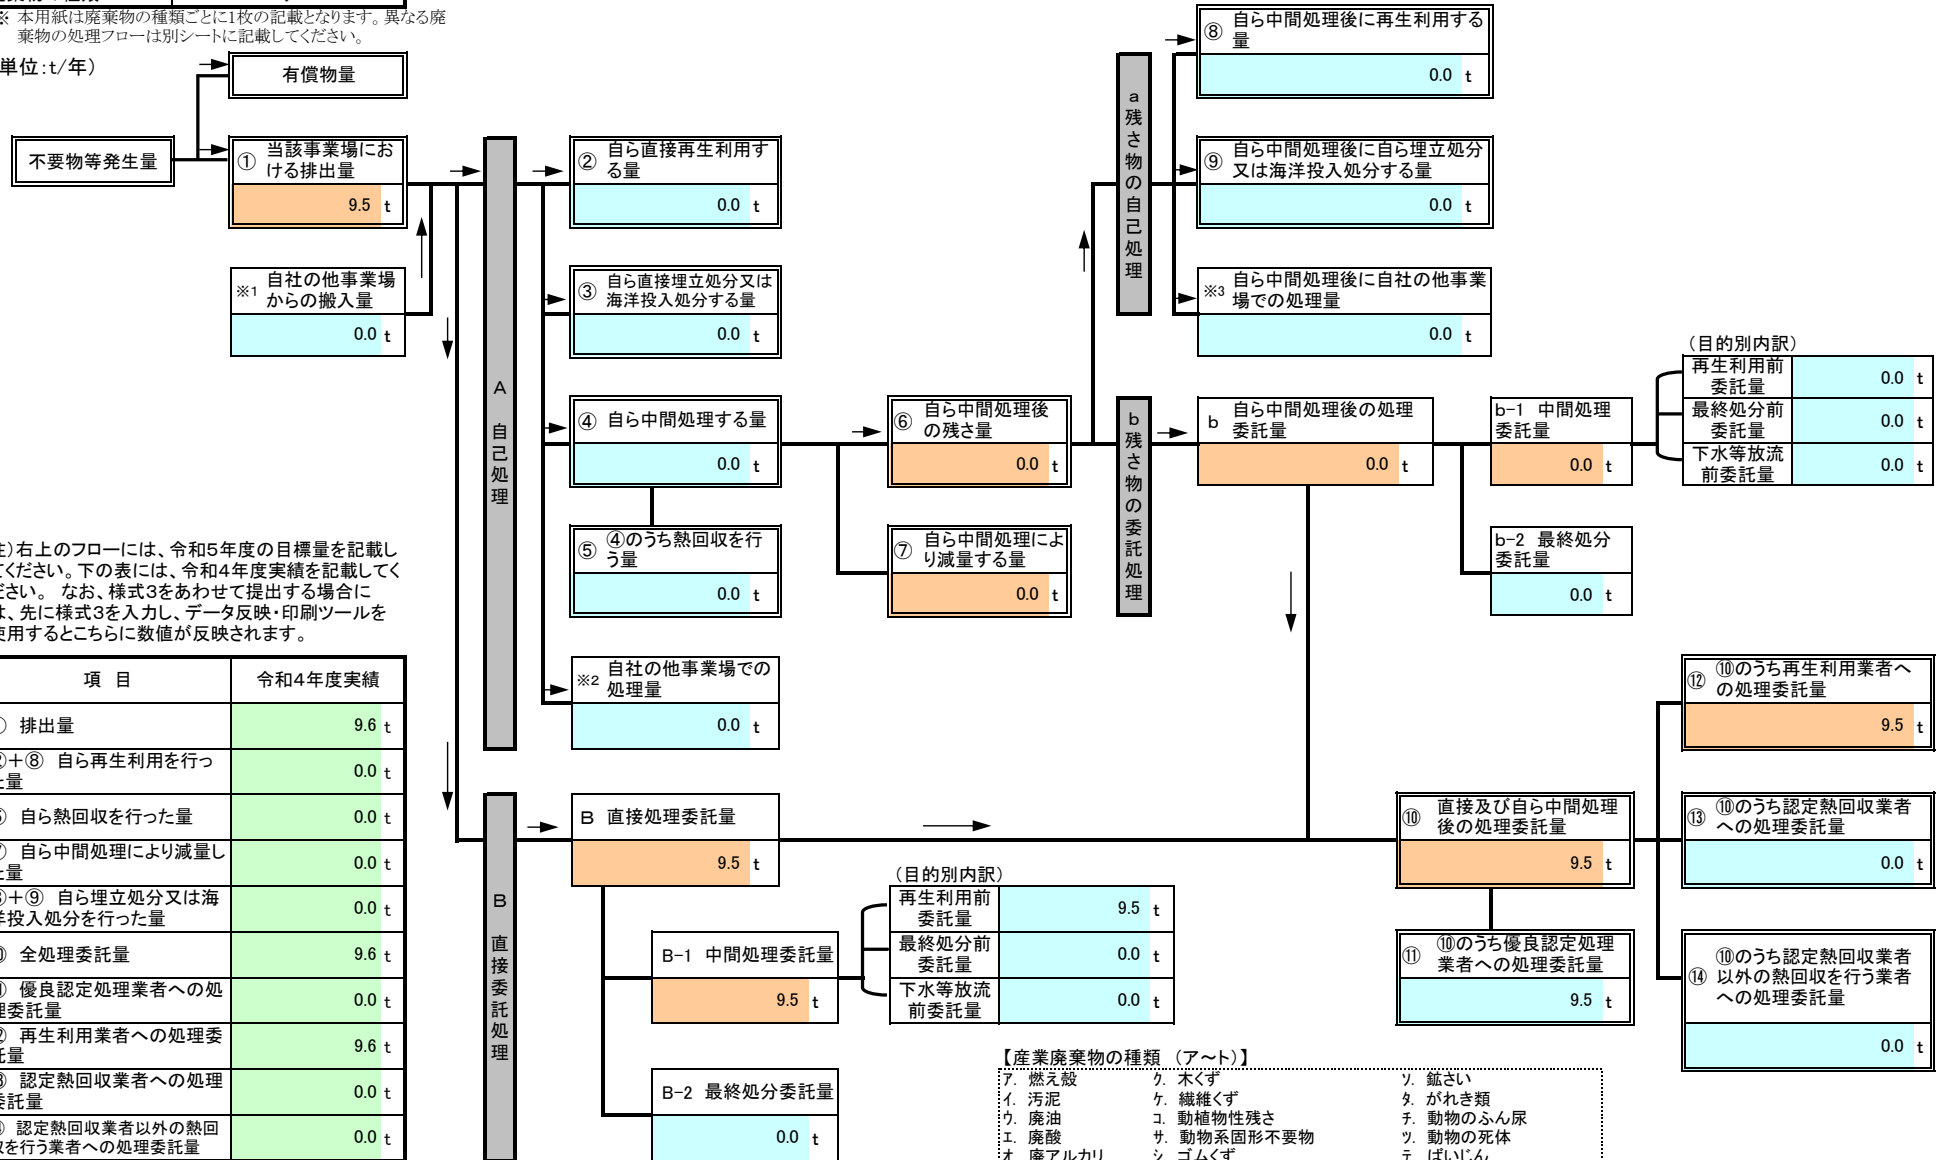 ※ 本用紙は廃棄物の種類ごとに1枚の記載となります。異なる廃
棄物の処理フローは別シートに記載してください。
単位:t/年)
有償物量
不要物等発生量
① 当該事業場にお
ける排出量
9.5 t
※1 自社の他事業場
からの搬入量
0.0 t
A 自己処理
② 自ら直接再生利用す
る量
0.0 t
③ 自ら直接埋立処分又は
海洋投入処分する量
0.0 t
④ 自ら中間処理する量
0.0 t
⑤ ④のうち熱回収を行
う量
0.0 t
※2 自社の他事業場での
処理量
0.0 t
⑥ 自ら中間処理後
の残さ量
0.0 t
⑦ 自ら中間処理によ
り減量する量
0.0 t
a 残さ物の自己処理
⑧ 自ら中間処理後に再生利用する
量
0.0 t
⑨ 自ら中間処理後に自ら埋立処分
又は海洋投入処分する量
0.0 t
※3 自ら中間処理後に自社の他事業
場での処理量
0.0 t
b 残さ物の委託処理
b 自ら中間処理後の処理
委託量
0.0 t
b-1 中間処理
委託量
0.0 t
b-2 最終処分
委託量
0.0 t
(目的別内訳)
再生利用前
委託量
0.0 t
最終処分前
委託量
0.0 t
下水等放流
前委託量
0.0 t
)右上のフローには、令和5年度の目標量を記載し
ください。下の表には、令和4年度実績を記載してく
ださい。 なお、様式3をあわせて提出する場合に
は、先に様式3を入力し、データ反映・印刷ツールを
使用するとこちらに数値が反映されます。
項 目 令和4年度実績
排出量 9.6 t
②+⑧ 自ら再生利用を行っ
た量 0.0 t
自ら熱回収を行った量 0.0 t
自ら中間処理により減量し
た量 0.0 t
③+⑨ 自ら埋立処分又は海
洋投入処分を行った量 0.0 t
全処理委託量 9.6 t
優良認定処理業者への処
理委託量 0.0 t
再生利用業者への処理委
託量 9.6 t
認定熱回収業者への処理
委託量 0.0 t
認定熱回収業者以外の熱回
収を行う業者への処理委託量 0.0 t
B 直接委託処理
B 直接処理委託量
9.5 t
B-1 中間処理委託量
9.5 t
B-2 最終処分委託量
0.0 t
(目的別内訳)
再生利用前
委託量
9.5 t
最終処分前
委託量
0.0 t
下水等放流
前委託量
0.0 t
⑩ 直接及び自ら中間処理
後の処理委託量
9.5 t
⑪ ⑩のうち優良認定処理
業者への処理委託量
9.5 t
⑫ ⑩のうち再生利用業者へ
の処理委託量
9.5 t
⑬ ⑩のうち認定熱回収業者
への処理委託量
0.0 t
⑭ ⑩のうち認定熱回収業者
以外の熱回収を行う業者
への処理委託量
0.0 t
【産業廃棄物の種類 (ア~ト)】
ア. 燃え殻 ク. 木くず ソ. 鉱さい
イ. 汚泥 ケ. 繊維くず タ. がれき類
ウ. 廃油 コ. 動植物性残さ チ. 動物のふん尿
エ. 廃酸 サ. 動物系固形不要物 ツ. 動物の死体
オ. 廃アルカリ シ. ゴムくず テ. ばいじん